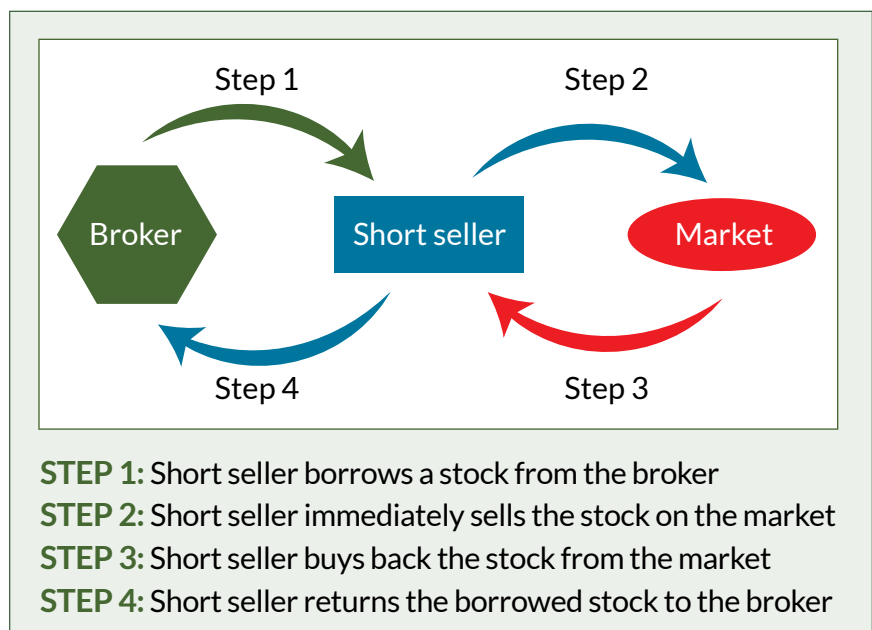 Step 1
Step 2
Broker
Short seller
Market
Step 4
Step 3
STEP 1: Short seller borrows a stock from the broker
STEP 2: Short seller immediately sells the stock on the market
STEP 3: Short seller buys back the stock from the market
STEP 4: Short seller returns the borrowed stock to the broker